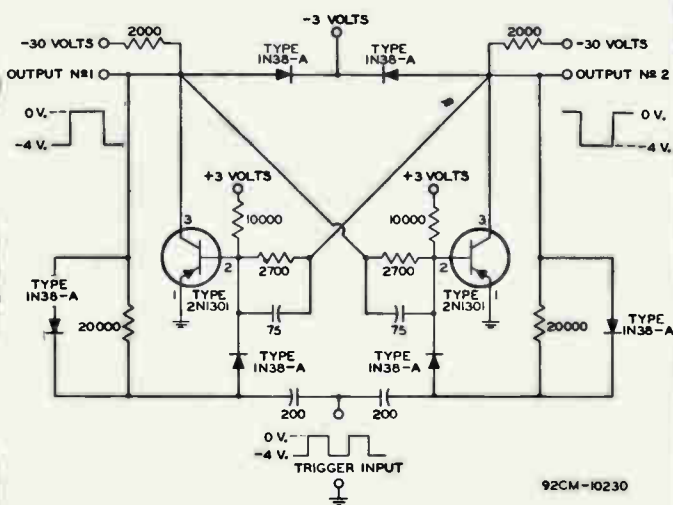 -3 VOLTS
2000
2000
-30 VOLTS
TYPE
1N38-A
TYPE
1N38-A
-30 VOLTS
OUTPUT Nº1
OUTPUT Nº 2
0 V.
-4 V.
0 V.
-4 V.
+3 VOLTS
+3 VOLTS
10000
10000
3
3
2
2700
2700
2
1
TYPE
2N1301
1
TYPE
2N1301
TYPE
1N38-A
20000
75
75
20000
TYPE
1N38-A
TYPE
1N38-A
TYPE
1N38-A
200
200
0 V.
-4 V.
TRIGGER INPUT
92CM-10230